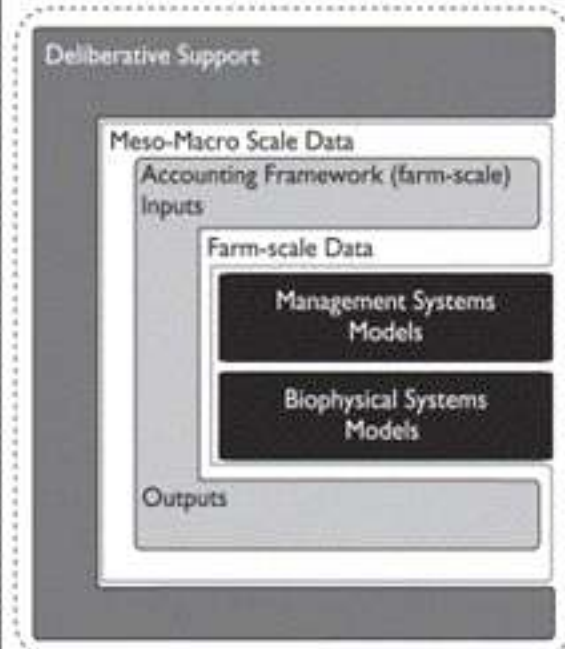 Deliberative Support
Meso-Macro Scale Data
Accounting Framework (farm-scale)
Inputs
Farm-scale Data
Management Systems
Models
Biophysical Systems
Models
Outputs